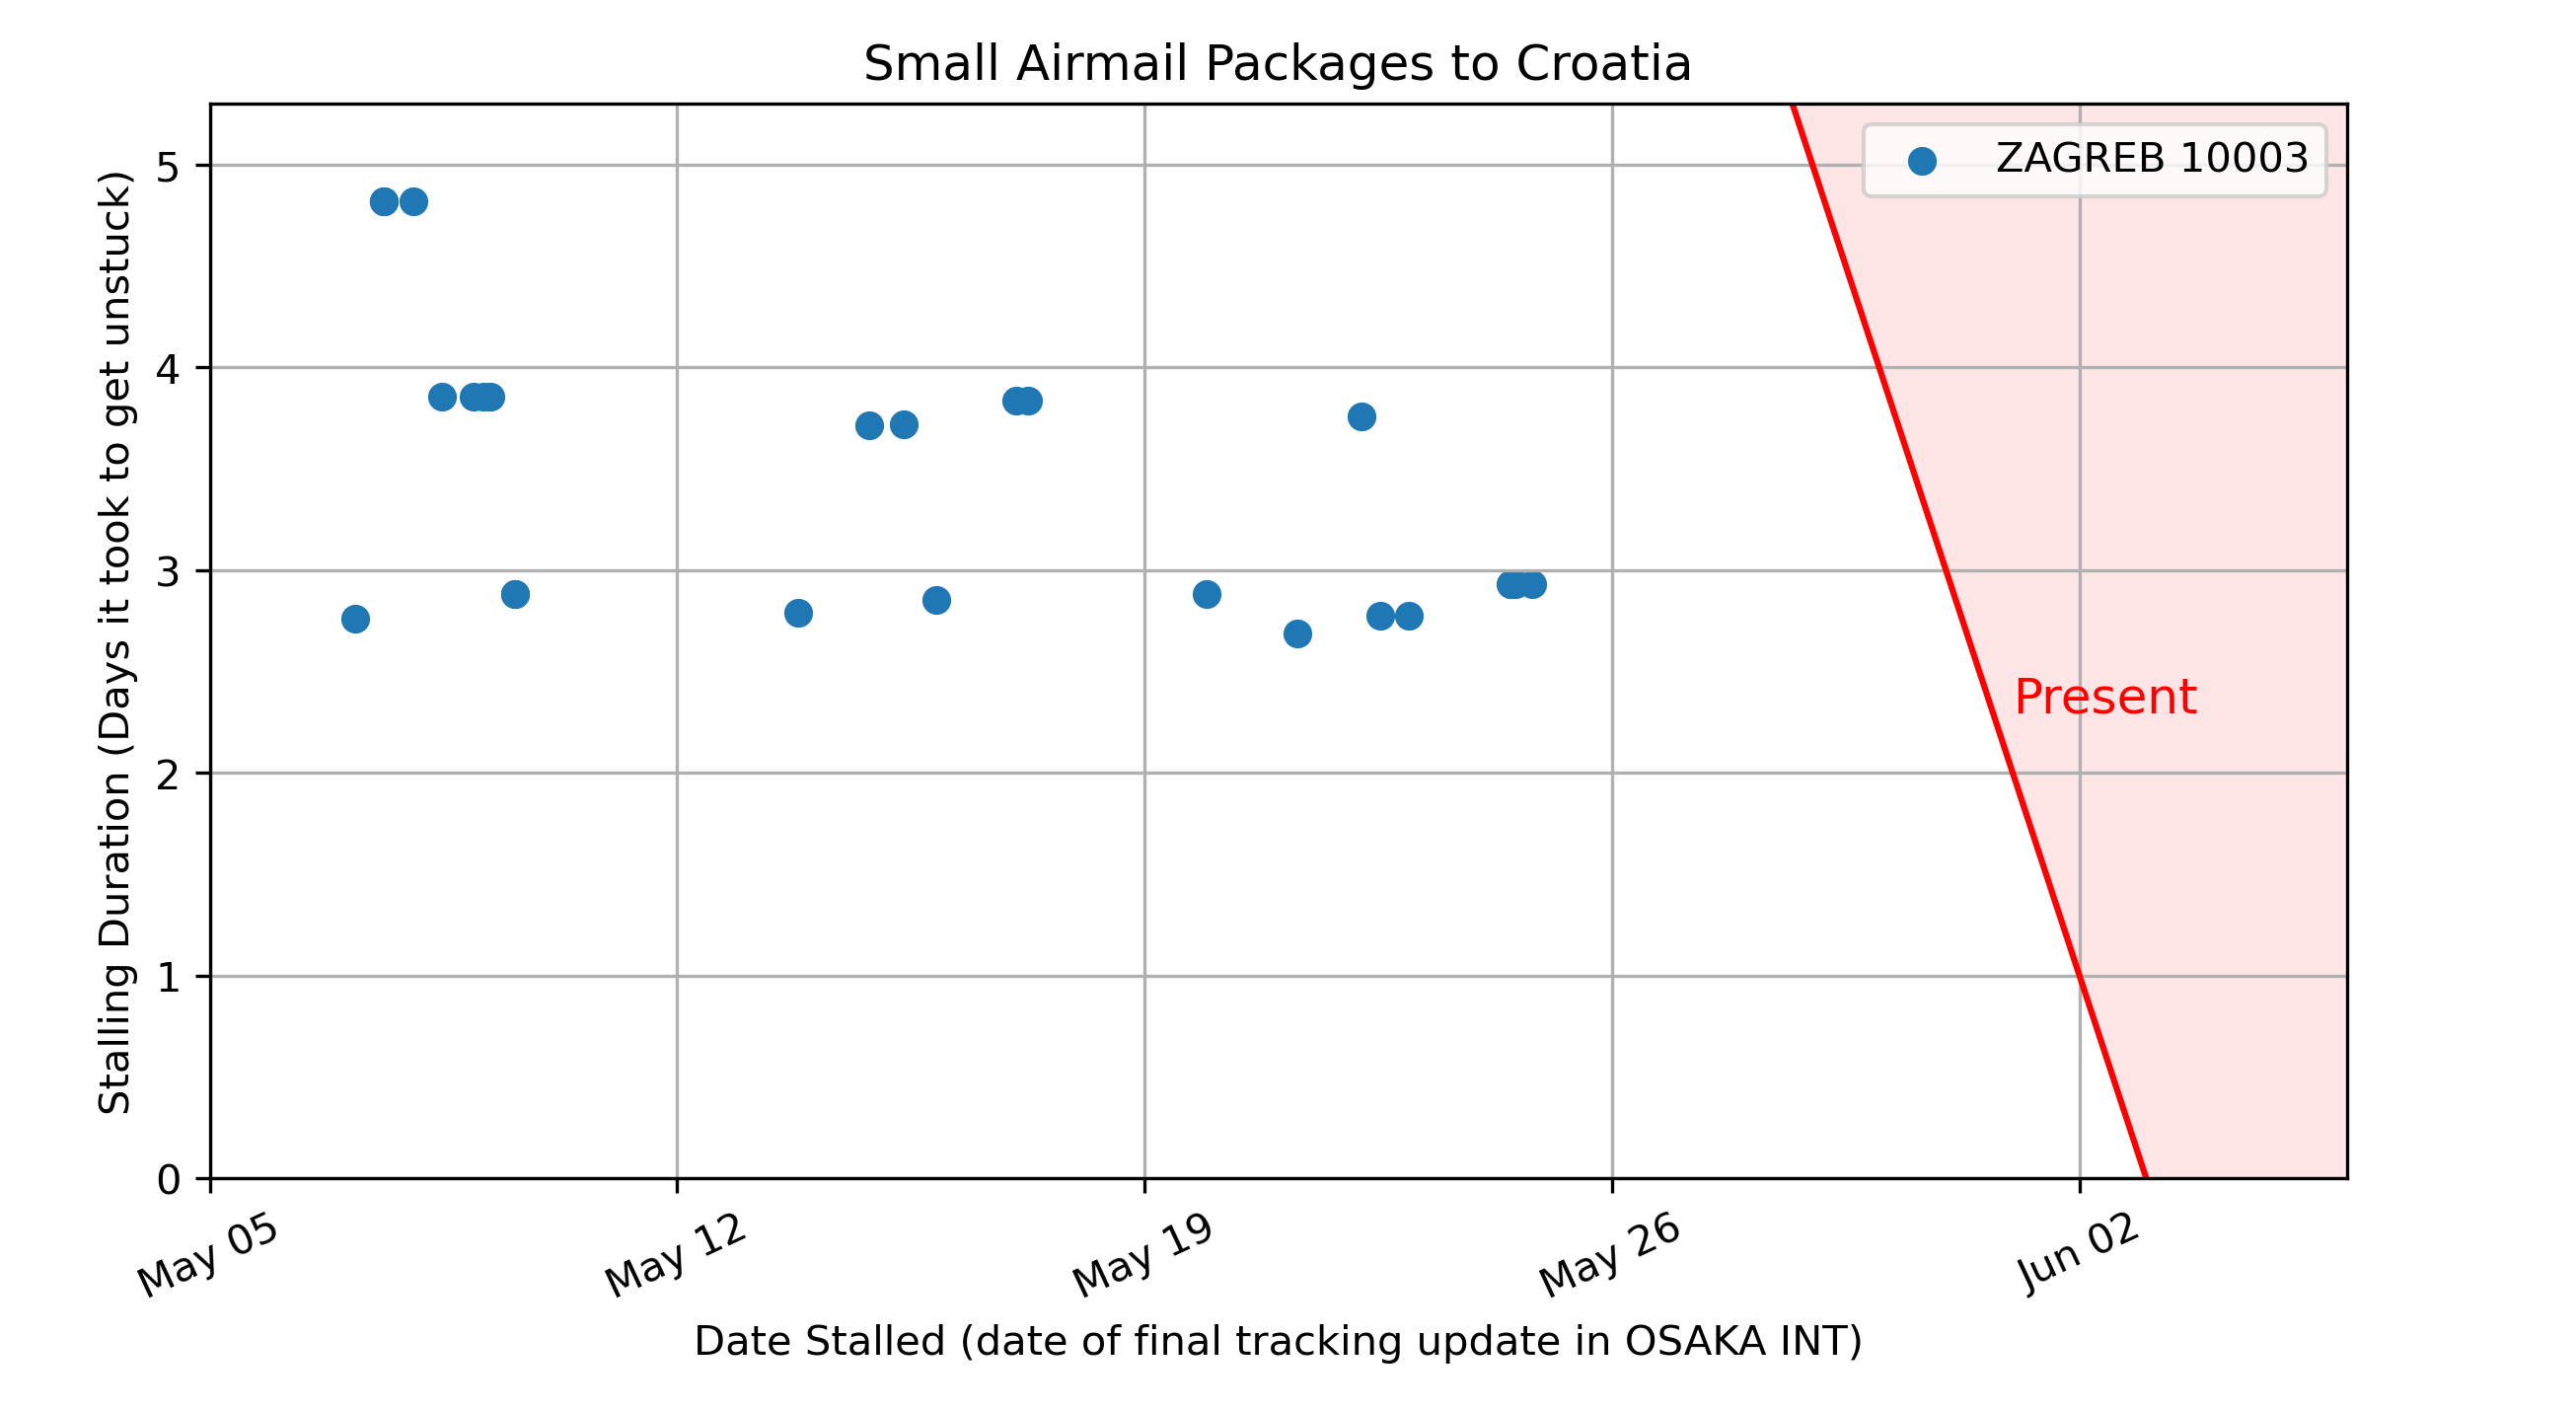 Small Airmail Packages to Croatia
Stalling Duration (Days it took to get unstuck)
5
4
3
2
1
0
ZAGREB 10003
Present
May 05
May 12
May 19
May 26
Jun 02
Date Stalled (date of final tracking update in OSAKA INT)